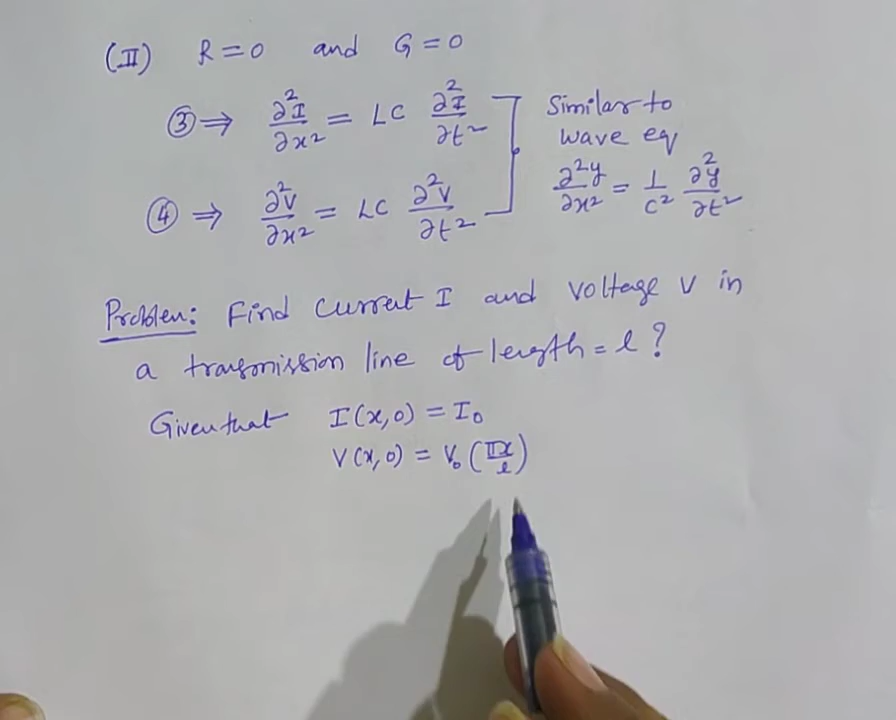 (II) R = 0 and G = 0
③ ⇒ ∂²I/∂x² = LC ∂²I/∂t²
④ ⇒ ∂²V/∂x² = LC ∂²V/∂t²
Similar to
wave eq
∂²y/∂x² = 1/c² ∂²y/∂t²
Problem: Find current I and voltage V in
a transmission line of length = l ?
Given that I(x,0) = I₀
V(x,0) = V₀ (πx/l)